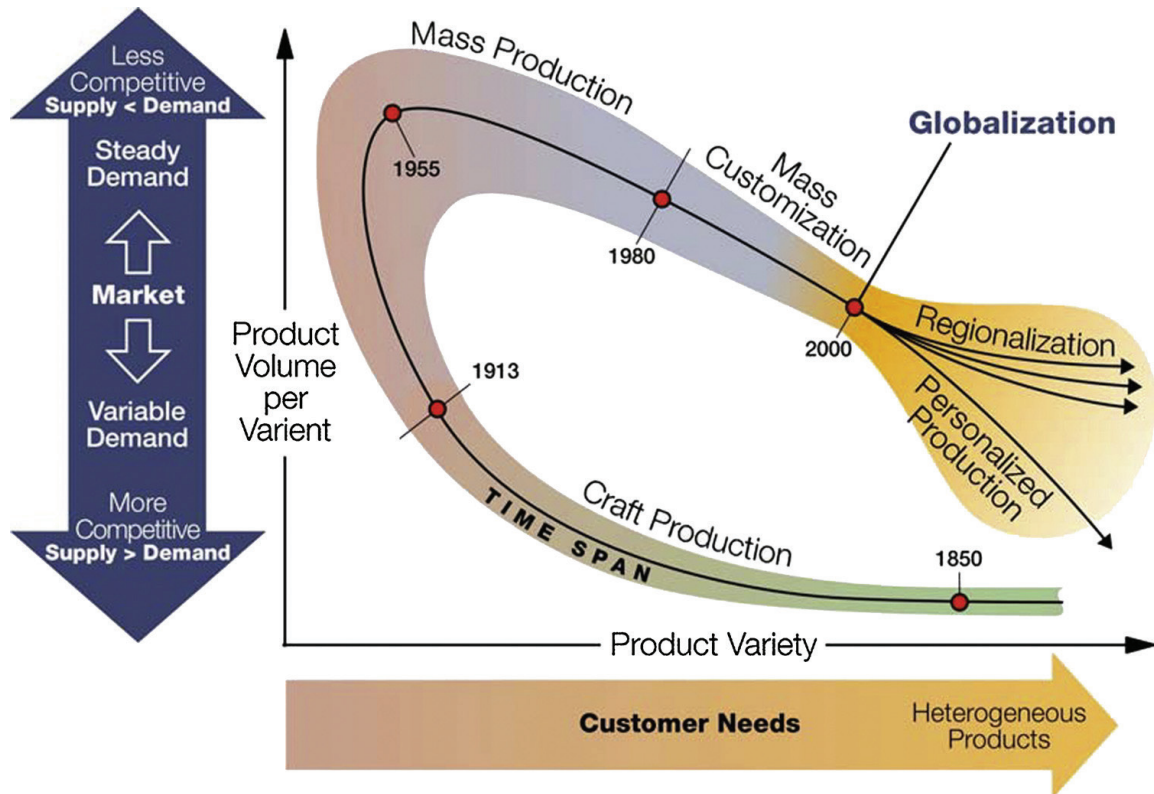 Less
Competitive
Supply < Demand
Steady
Demand
Market
Variable
Demand
More
Competitive
Supply > Demand
Product
Volume
per
Varient
Mass Production
1955
1980
Mass
Customization
Globalization
2000
Regionalization
Personalized
Production
1913
Craft Production
TIME SPAN
1850
Product Variety
Customer Needs
Heterogeneous
Products